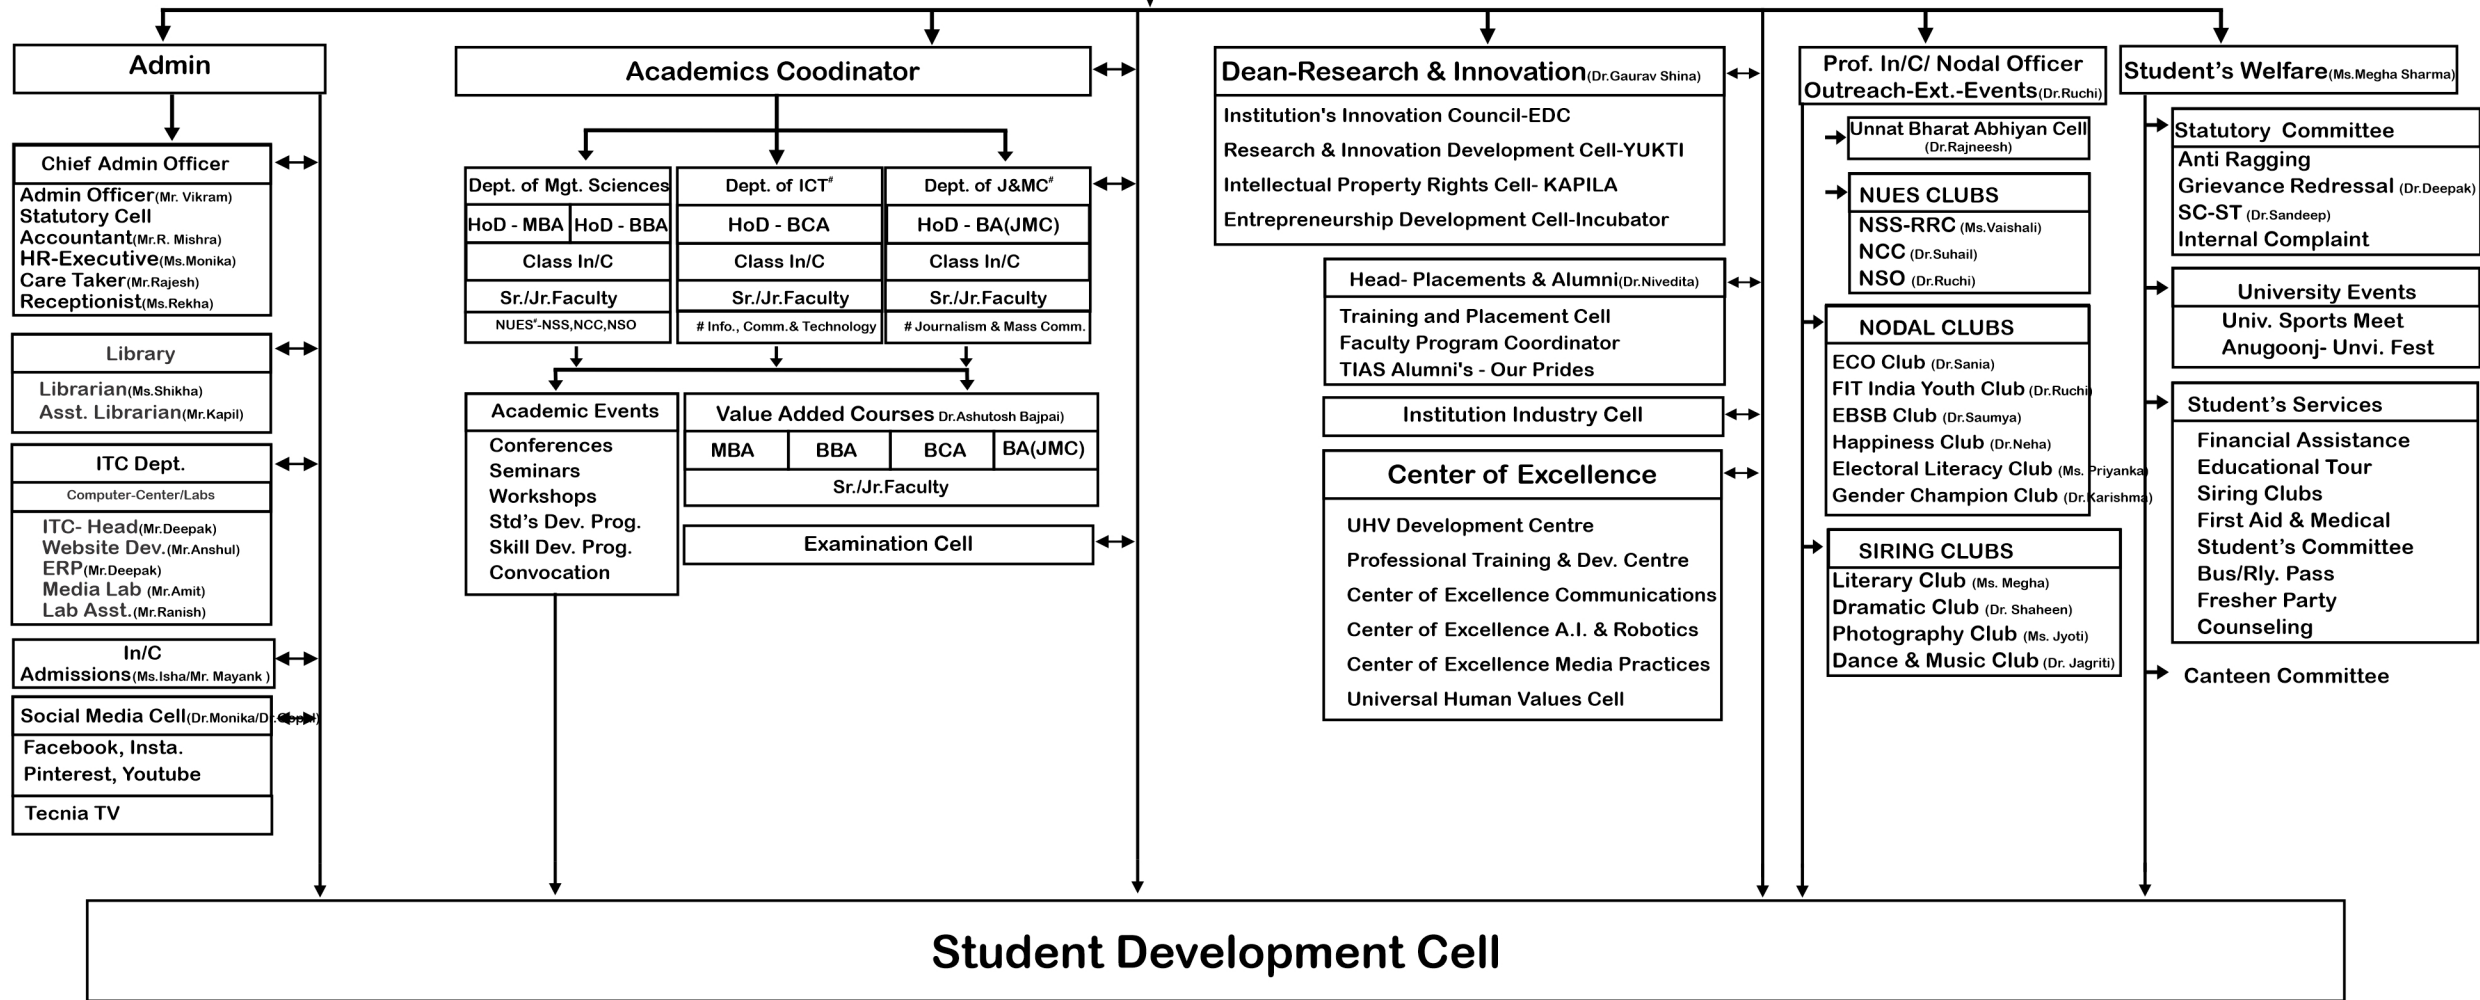 Admin
Chief Admin Officer
Admin Officer(Mr. Vikram)
Statutory Cell
Accountant(Mr.R. Mishra)
HR-Executive(Ms.Monika)
Care Taker(Mr.Rajesh)
Receptionist(Ms.Rekha)
Library
Librarian(Ms.Shikha)
Asst. Librarian(Mr.Kapil)
ITC Dept.
Computer-Center/Labs
ITC- Head(Mr.Deepak)
Website Dev.(Mr.Anshul)
ERP(Mr.Deepak)
Media Lab (Mr.Amit)
Lab Asst.(Mr.Ranish)
In/C
Admissions(Ms.Isha/Mr. Mayank )
Social Media Cell(Dr.Monika/Dr.
Facebook, Insta.
Pinterest, Youtube
Tecnia TV
Academics Coodinator
Dept. of Mgt. Sciences
HoD - MBA
HoD - BBA
Class In/C
Sr./Jr.Faculty
NUES#-NSS,NCC,NSO
Dept. of ICT#
HoD - BCA
Class In/C
Sr./Jr.Faculty
# Info., Comm.& Technology
Dept. of J&MC#
HoD - BA(JMC)
Class In/C
Sr./Jr.Faculty
# Journalism & Mass Comm.
Academic Events
Conferences
Seminars
Workshops
Std's Dev. Prog.
Skill Dev. Prog.
Convocation
Value Added Courses Dr.Ashutosh Bajpai)
MBA
BBA
BCA
BA(JMC)
Sr./Jr.Faculty
Examination Cell
Dean-Research & Innovation(Dr.Gaurav Shina)
Institution's Innovation Council-EDC
Research & Innovation Development Cell-YUKTI
Intellectual Property Rights Cell- KAPILA
Entrepreneurship Development Cell-Incubator
Head- Placements & Alumni(Dr.Nivedita)
Training and Placement Cell
Faculty Program Coordinator
TIAS Alumni's - Our Prides
Institution Industry Cell
Center of Excellence
UHV Development Centre
Professional Training & Dev. Centre
Center of Excellence Communications
Center of Excellence A.I. & Robotics
Center of Excellence Media Practices
Universal Human Values Cell
Prof. In/C/ Nodal Officer
Outreach-Ext.-Events(Dr.Ruchi)
Unnat Bharat Abhiyan Cell
(Dr.Rajneesh)
NUES CLUBS
NSS-RRC (Ms.Vaishali)
NCC (Dr.Suhail)
NSO (Dr.Ruchi)
NODAL CLUBS
ECO Club (Dr.Sania)
FIT India Youth Club (Dr.Ruchi)
EBSB Club (Dr.Saumya)
Happiness Club (Dr.Neha)
Electoral Literacy Club (Ms. Priyanka)
Gender Champion Club (Dr.Karishma)
SIRING CLUBS
Literary Club (Ms. Megha)
Dramatic Club (Dr. Shaheen)
Photography Club (Ms. Jyoti)
Dance & Music Club (Dr. Jagriti)
Student's Welfare(Ms.Megha Sharma)
Statutory Committee
Anti Ragging
Grievance Redressal (Dr.Deepak)
SC-ST (Dr.Sandeep)
Internal Complaint
University Events
Univ. Sports Meet
Anugoonj- Unvi. Fest
Student's Services
Financial Assistance
Educational Tour
Siring Clubs
First Aid & Medical
Student's Committee
Bus/Rly. Pass
Fresher Party
Counseling
Canteen Committee
Student Development Cell